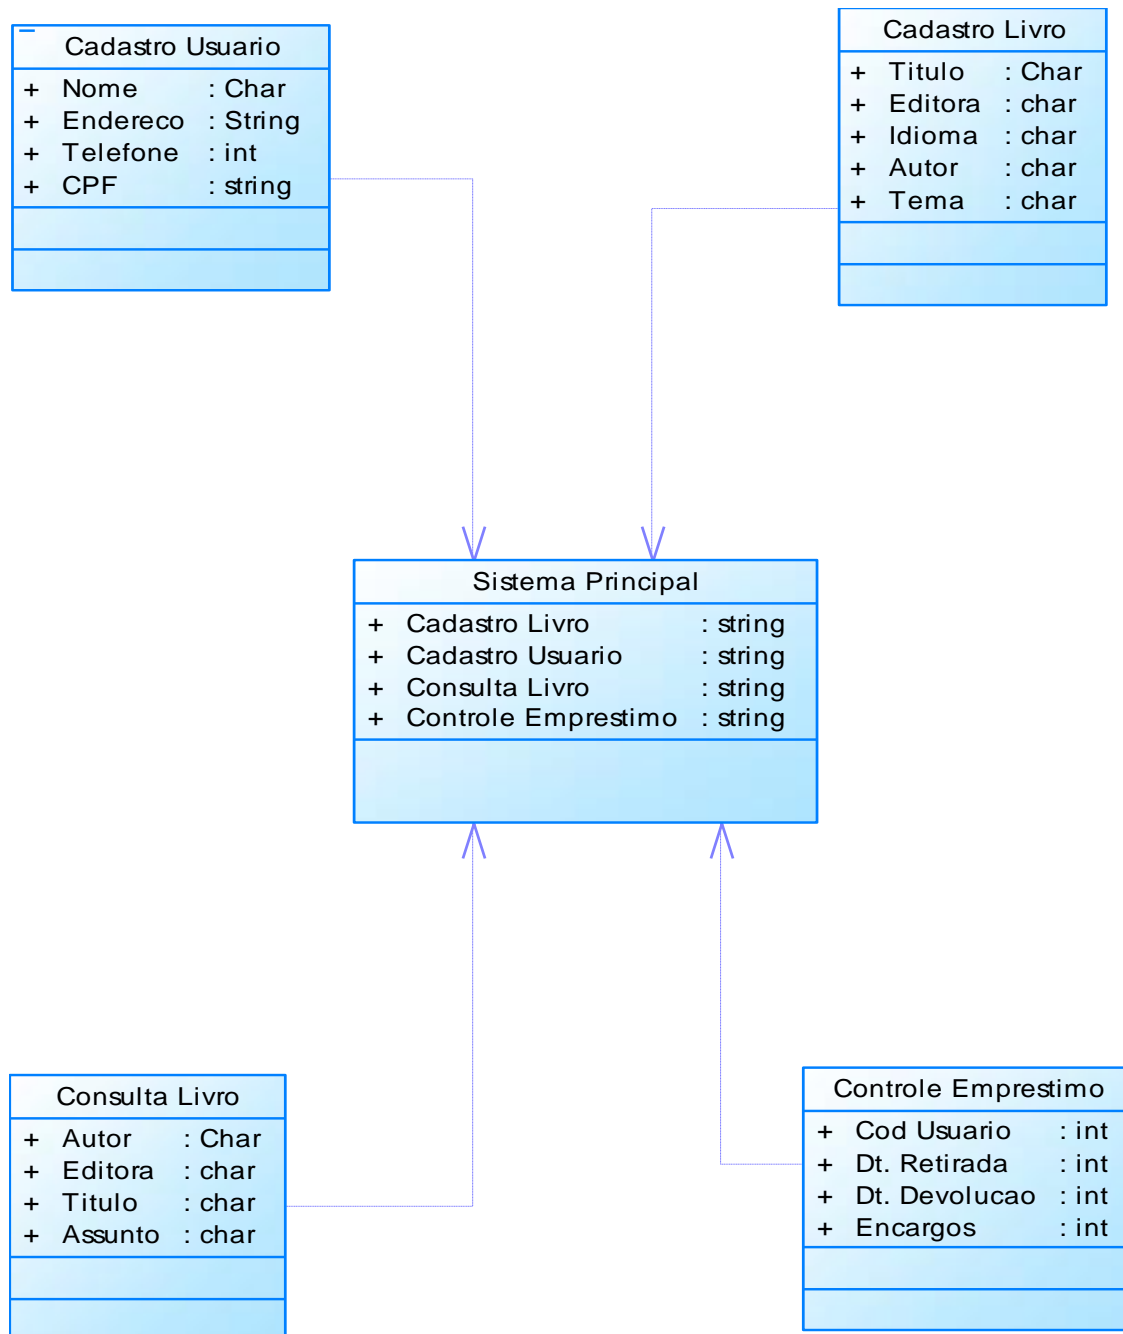 Cadastro Usuario
+ Nome : Char
+ Endereco : String
+ Telefone : int
+ CPF : string
Cadastro Livro
+ Titulo : Char
+ Editora : char
+ Idioma : char
+ Autor : char
+ Tema : char
Sistema Principal
+ Cadastro Livro : string
+ Cadastro Usuario : string
+ Consulta Livro : string
+ Controle Emprestimo : string
Consulta Livro
+ Autor : Char
+ Editora : char
+ Titulo : char
+ Assunto : char
Controle Emprestimo
+ Cod Usuario : int
+ Dt. Retirada : int
+ Dt. Devolucao : int
+ Encargos : int